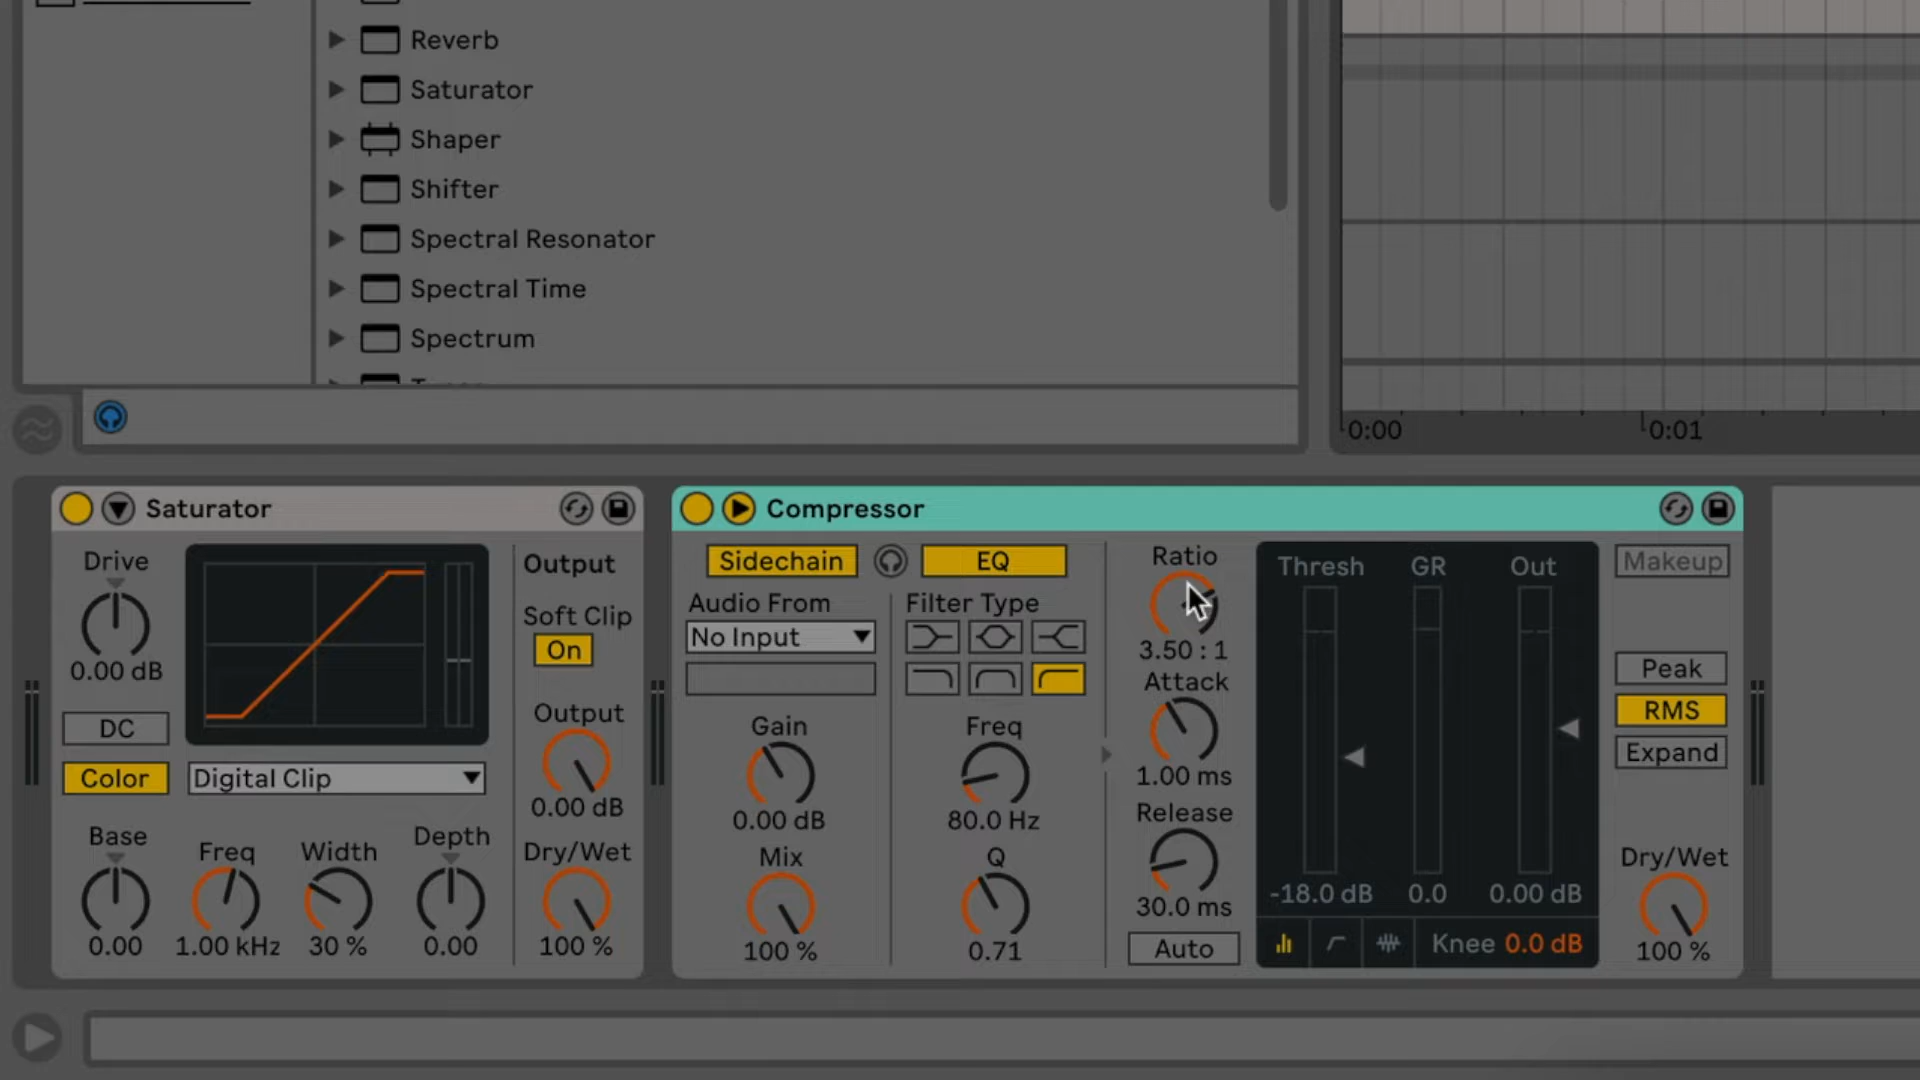 Reverb
Saturator
Shaper
Shifter
Spectral Resonator
Spectral Time
Spectrum
0:00
0:01
Saturator
Drive
0.00 dB
DC
Color
Digital Clip
Base
0.00
Freq
1.00 kHz
Width
30 %
Depth
0.00
Output
Soft Clip
On
Output
0.00 dB
Dry/Wet
100 %
Compressor
Sidechain
EQ
Audio From
No Input
Gain
0.00 dB
Mix
100 %
Filter Type
Freq
80.0 Hz
Q
0.71
Ratio
3.50 : 1
Attack
1.00 ms
Release
30.0 ms
Auto
Thresh
GR
Out
-18.0 dB
0.0
0.00 dB
Knee 0.0 dB
Makeup
Peak
RMS
Expand
Dry/Wet
100 %